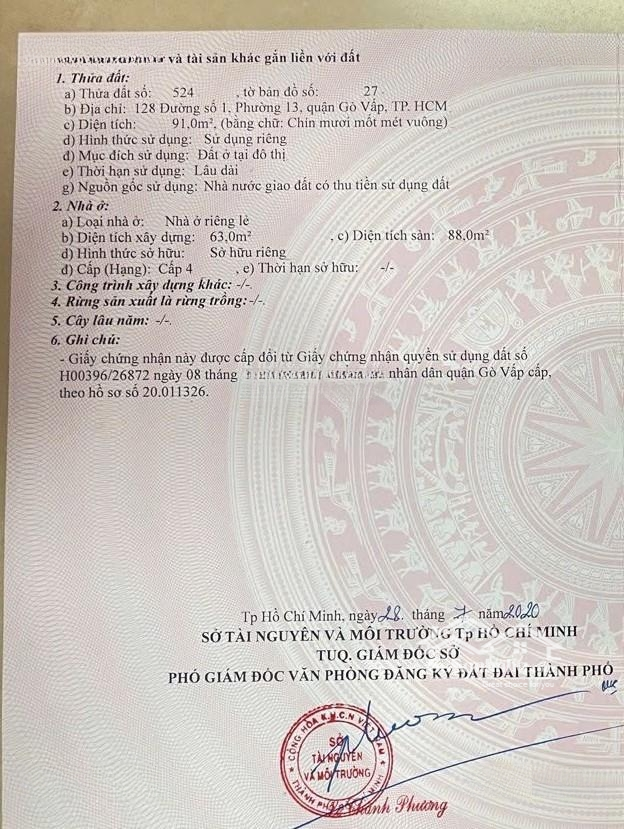 và tài sản khác gắn liền với đất
1. Thửa đất:
a) Thửa đất số: 524 , tờ bản đồ số: 27
b) Địa chỉ: 128 Đường số 1, Phường 13, quận Gò Vấp, TP. HCM
c) Diện tích: 91,0m², (bằng chữ: Chín mươi mốt mét vuông)
d) Hình thức sử dụng: Sử dụng riêng
đ) Mục đích sử dụng: Đất ở tại đô thị
e) Thời hạn sử dụng: Lâu dài
g) Nguồn gốc sử dụng: Nhà nước giao đất có thu tiền sử dụng đất
2. Nhà ở:
a) Loại nhà ở: Nhà ở riêng lẻ
b) Diện tích xây dựng: 63,0m² , c) Diện tích sàn: 88,0m²
d) Hình thức sở hữu: Sở hữu riêng
đ) Cấp (Hạng): Cấp 4 , e) Thời hạn sở hữu: -/-
3. Công trình xây dựng khác: -/-.
4. Rừng sản xuất là rừng trồng: -/-.
5. Cây lâu năm: -/-.
6. Ghi chú:
- Giấy chứng nhận này được cấp đổi từ Giấy chứng nhận quyền sử dụng đất số
H00396/26872 ngày 08 tháng nhân dân quận Gò Vấp cấp,
theo hồ sơ số 20.011326.
Tp Hồ Chí Minh, ngày 28. tháng 7 năm 2020
SỞ TÀI NGUYÊN VÀ MÔI TRƯỜNG Tp HỒ CHÍ MINH
TUQ. GIÁM ĐỐC SỞ
PHÓ GIÁM ĐỐC VĂN PHÒNG ĐĂNG KÝ ĐẤT ĐAI THÀNH PHỐ
CỘNG HÒA X.H.C.N VIỆT NAM
SỞ
TÀI NGUYÊN
VÀ MÔI TRƯỜNG
Thanh Phương